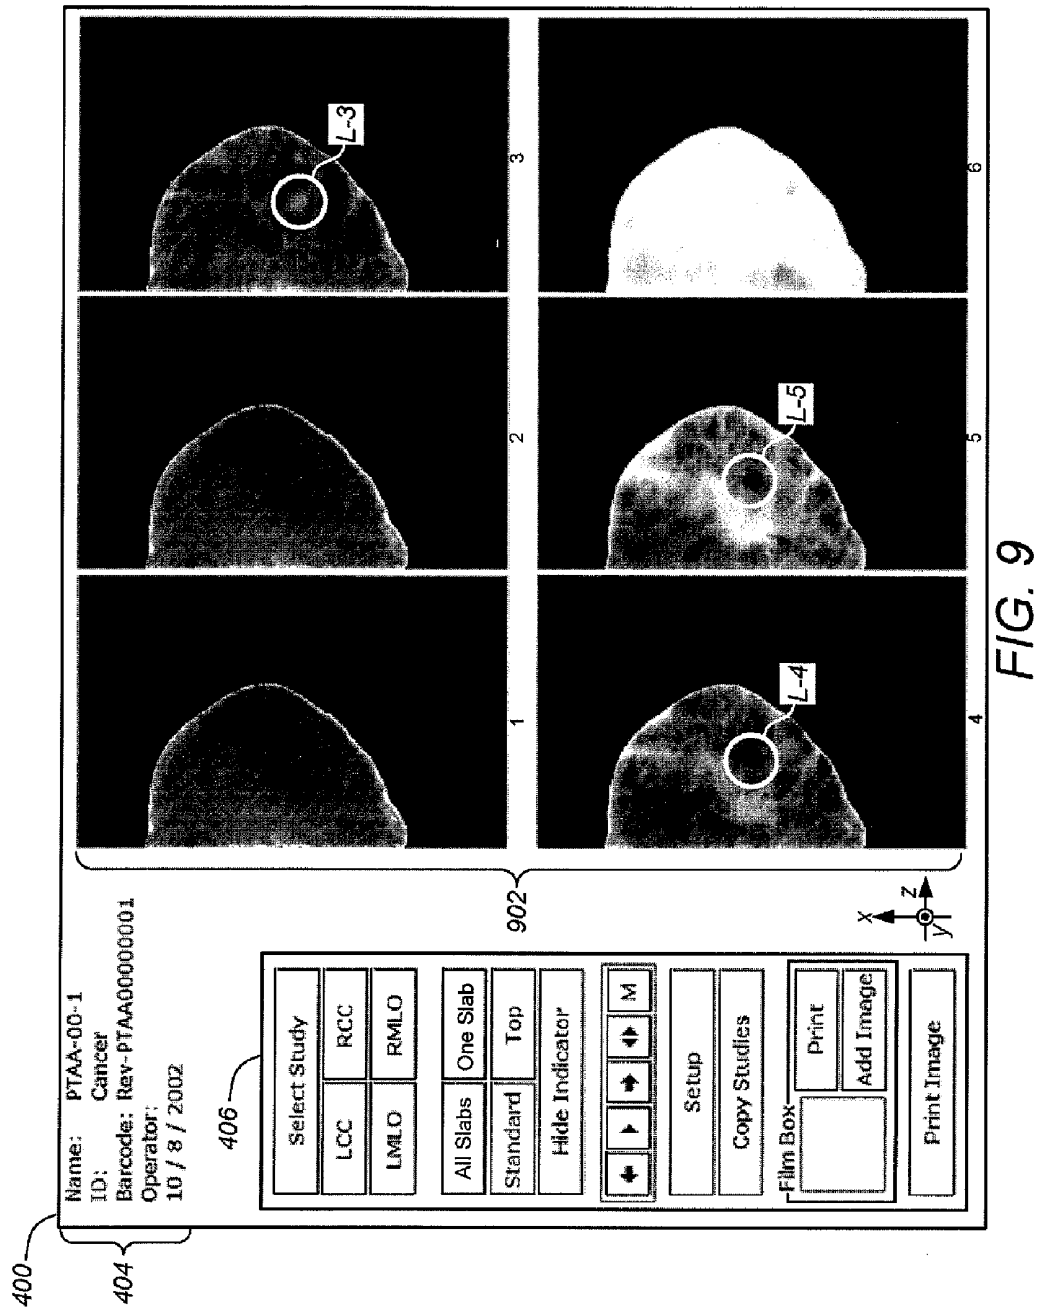 400
404
Name: PTAA-00-1
ID: Cancer
Barcode: Rev-PTAA00000001
Operator:
10 / 8 / 2002
406
Select Study
LCC RCC
LMLO RMLO
All Slabs One Slab
Standard Top
Hide Indicator
M
Setup
Copy Studies
Film Box
Print
Add Image
Print Image
902
x
y z
L-3
1 2 3
L-4
L-5
4 5 6
FIG. 9